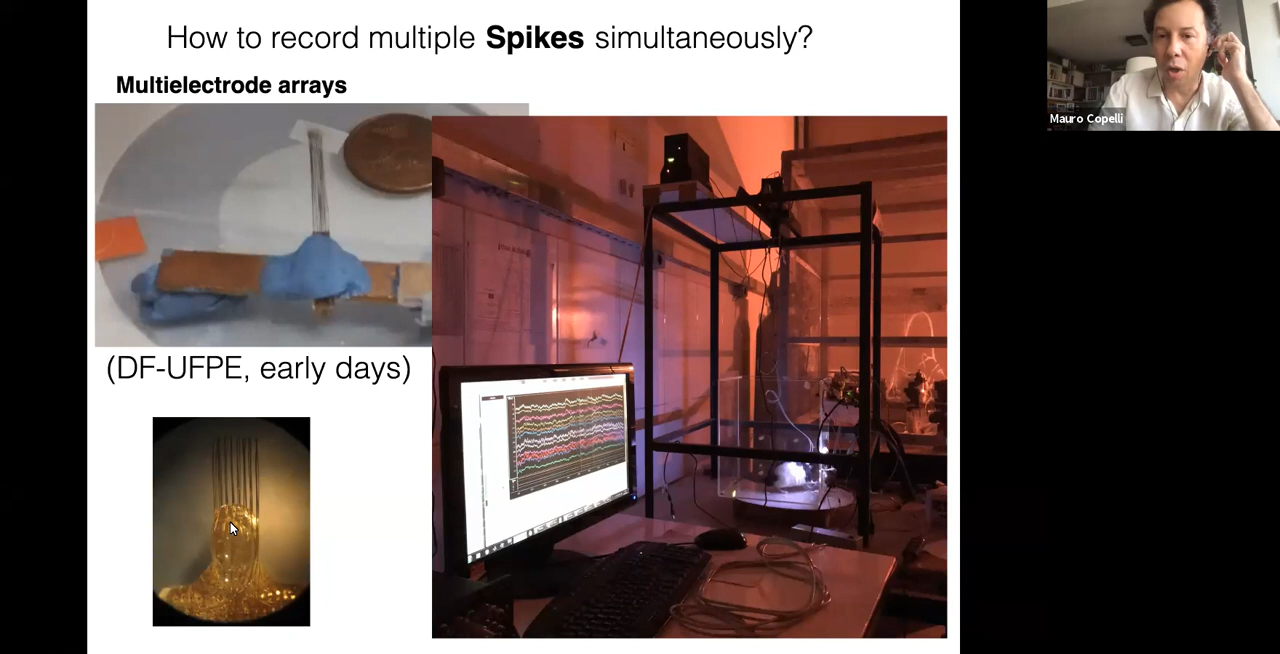 How to record multiple Spikes simultaneously?
Multielectrode arrays
(DF-UFPE, early days)
Mauro Copelli